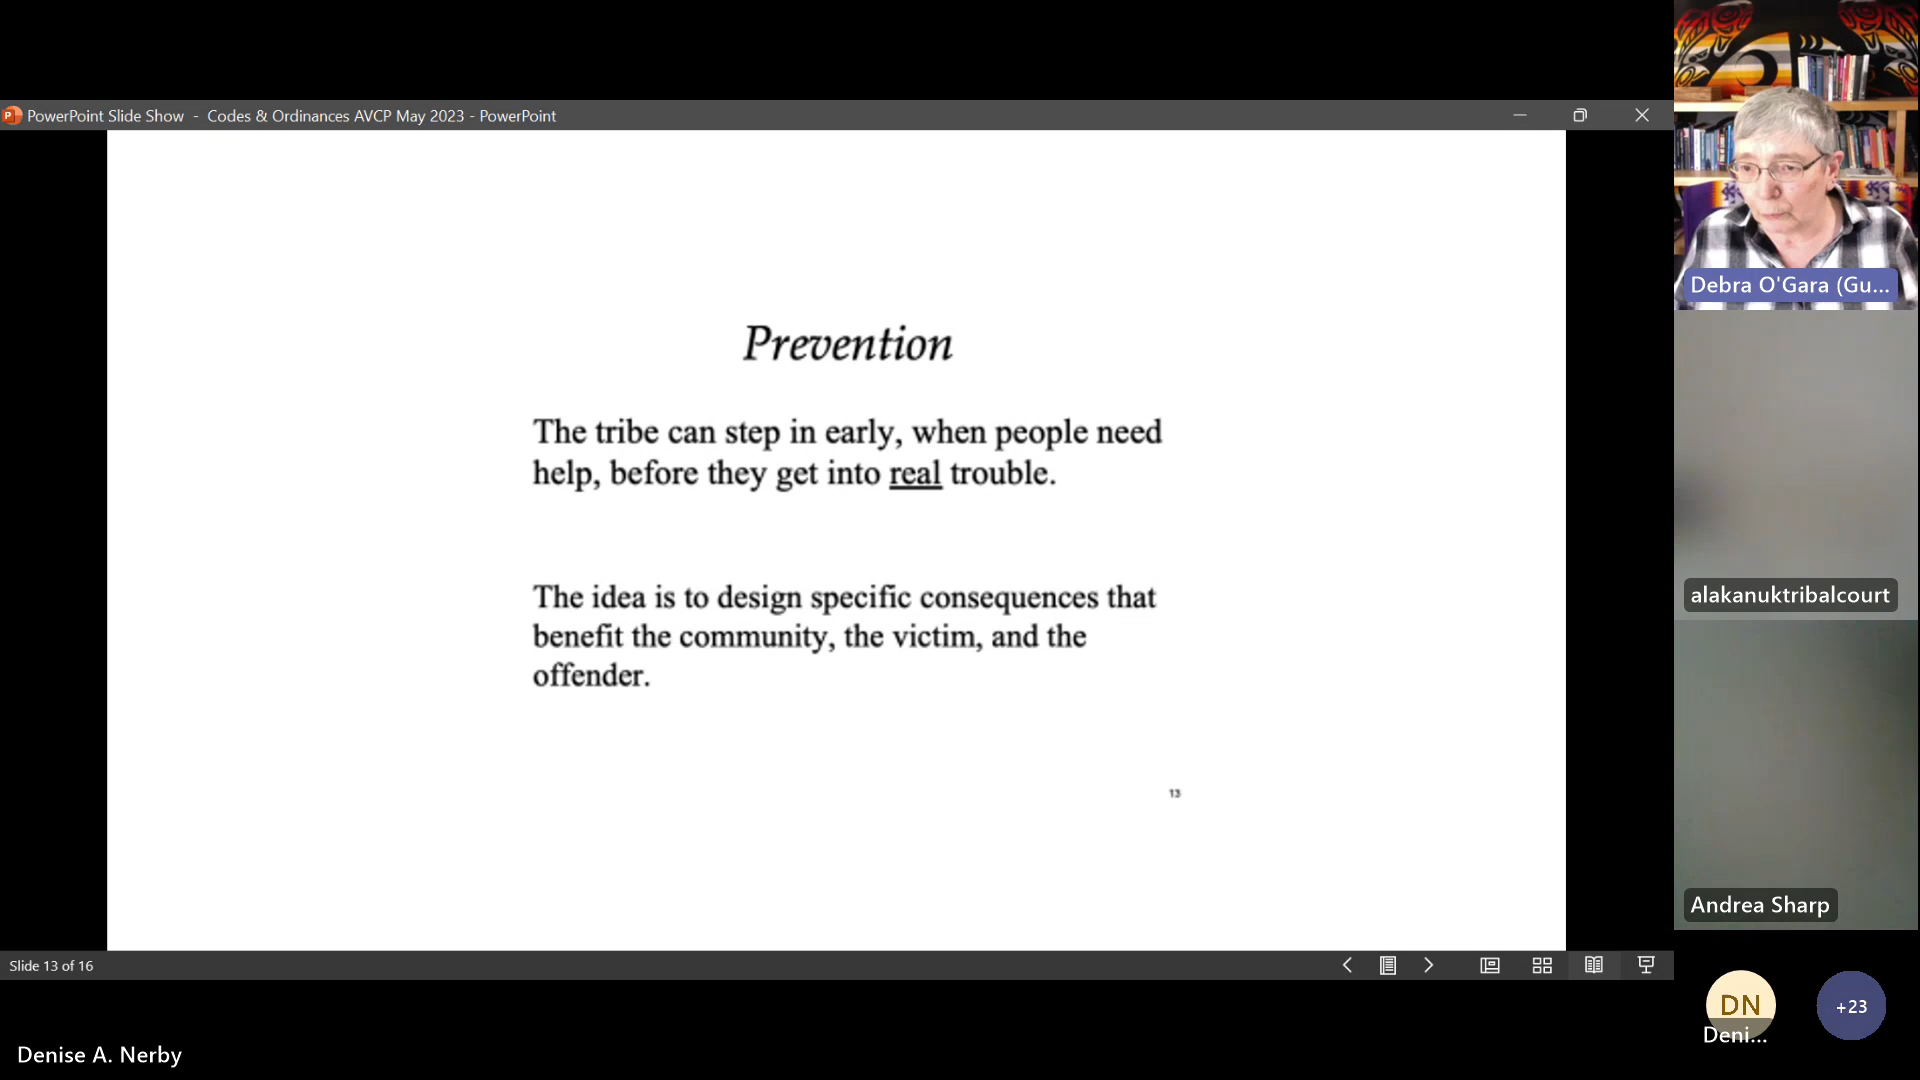 PowerPoint Slide Show - Codes & Ordinances AVCP May 2023 - PowerPoint
Prevention
The tribe can step in early, when people need
help, before they get into real trouble.
The idea is to design specific consequences that
benefit the community, the victim, and the
offender.
13
Slide 13 of 16
Denise A. Nerby
Debra O'Gara (Gu...
alakanuktribalcourt
Andrea Sharp
DN
Deni...
+23